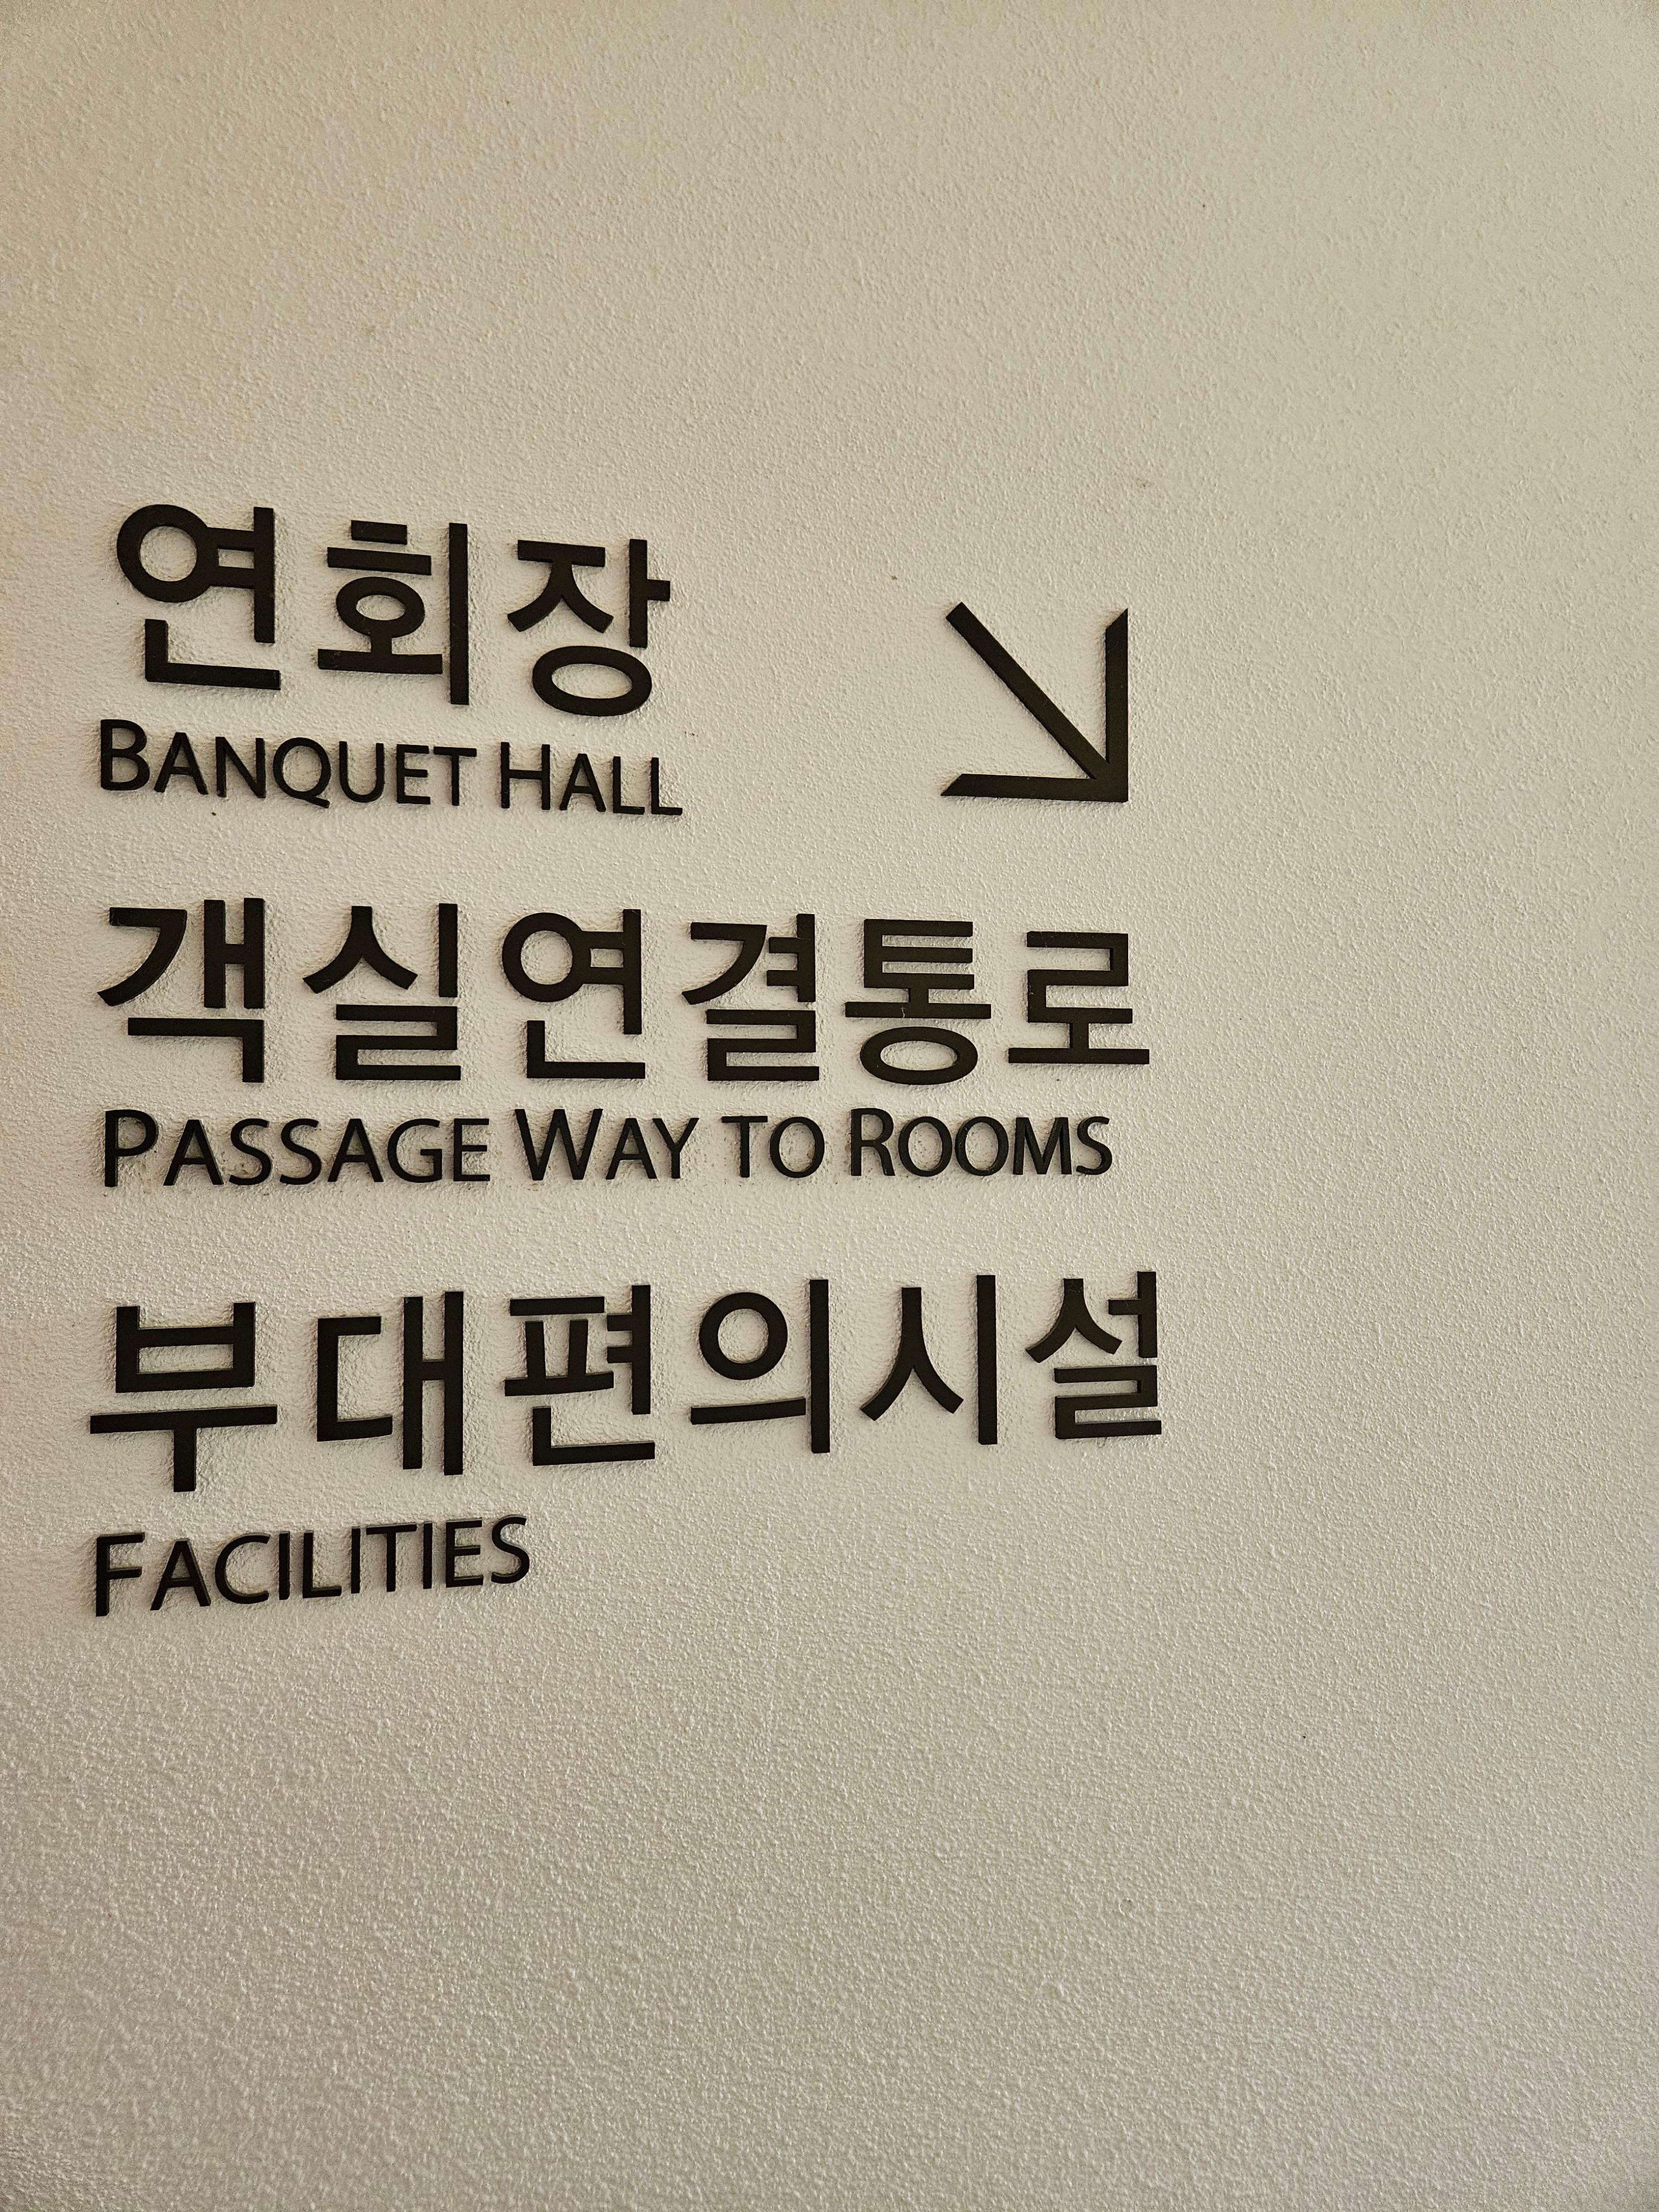 연회장
BANQUET HALL
객실연결통로
PASSAGE WAY TO ROOMS
부대편의시설
FACILITIES